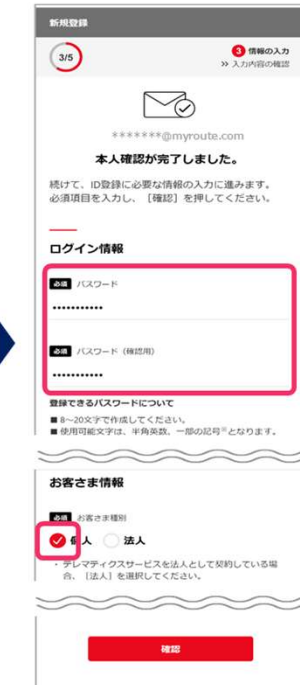 新規登録
3/5
3 情報の入力
>> 入力内容の確認
*******@myroute.com
本人確認が完了しました。
続けて、ID登録に必要な情報の入力に進みます。
必須項目を入力し、［確認］を押してください。
ログイン情報
必須 パスワード
•••••••••••
必須 パスワード（確認用）
•••••••••••
登録できるパスワードについて
■ 8～20文字で作成してください。
■ 使用可能文字は、半角英数、一部の記号※となります。
お客さま情報
必須 お客さま種別
個人 法人
・テレマティクスサービスを法人として契約している場
合、［法人］を選択してください。
確認